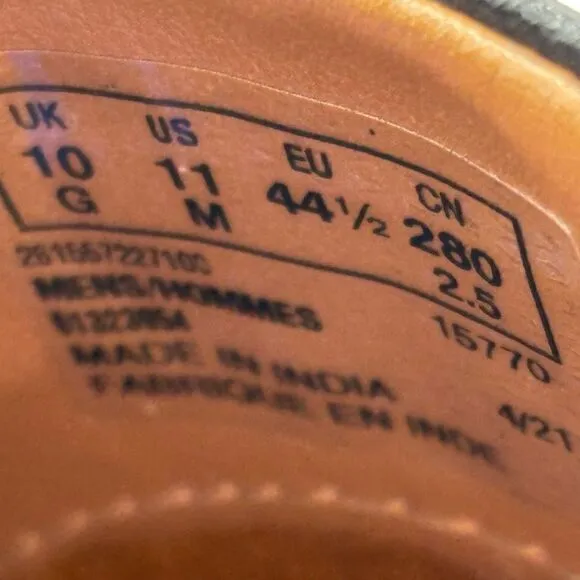 UK US EU CN
10 11 44 1/2 280
G M 2.5
261557227100 15770
MENS/HOMMES
MADE IN INDIA 4/21
FABRIQUE EN INDE